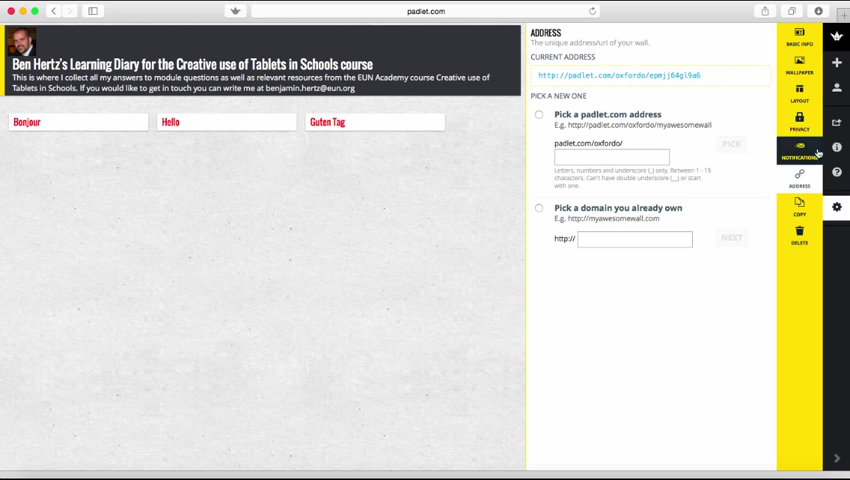 padlet.com
Ben Hertz's Learning Diary for the Creative use of Tablets in Schools course
This is where I collect all my answers to module questions as well as relevant resources from the EUN Academy course Creative use of
Tablets in Schools. If you would like to get in touch you can write me at benjamin.hertz@eun.org
Bonjour
Hello
Guten Tag
ADDRESS
The unique address/url of your wall.
CURRENT ADDRESS
http://padlet.com/oxfordo/epmjj64gl9a6
PICK A NEW ONE
Pick a padlet.com address
E.g. http://padlet.com/oxfordo/myawesomewall
padlet.com/oxfordo/
PICK
Letters, numbers and underscore (_) only. Between 1 - 15
characters. Can't have double underscore (__) or start
with one.
Pick a domain you already own
E.g. http://myawesomewall.com
http://
NEXT
BASIC INFO
WALLPAPER
LAYOUT
PRIVACY
NOTIFICATIONS
ADDRESS
COPY
DELETE